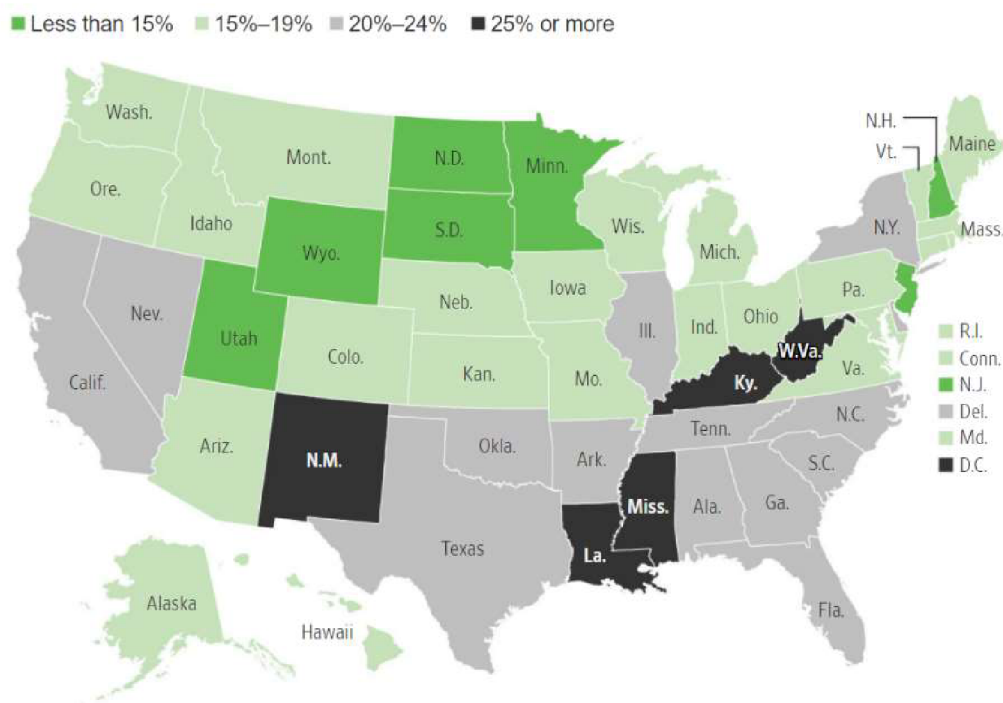 Less than 15% 15%–19% 20%–24% 25% or more
Wash.
Mont.
N.D.
Minn.
N.H.
Vt.
Maine
Ore.
Idaho
Wyo.
S.D.
Wis.
Mich.
N.Y.
Mass.
Nev.
Utah
Colo.
Neb.
Iowa
Ill.
Ind.
Ohio
Pa.
R.I.
Conn.
N.J.
Del.
Md.
D.C.
Calif.
Kan.
Mo.
Ky.
W.Va.
Va.
Ariz.
N.M.
Okla.
Ark.
Tenn.
N.C.
S.C.
Texas
La.
Miss.
Ala.
Ga.
Fla.
Alaska
Hawaii